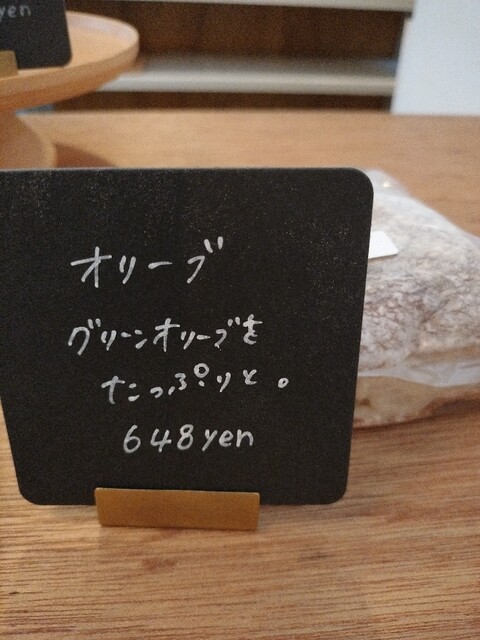 yen
オリーブ
グリーンオリーブを
たっぷりと。
648yen